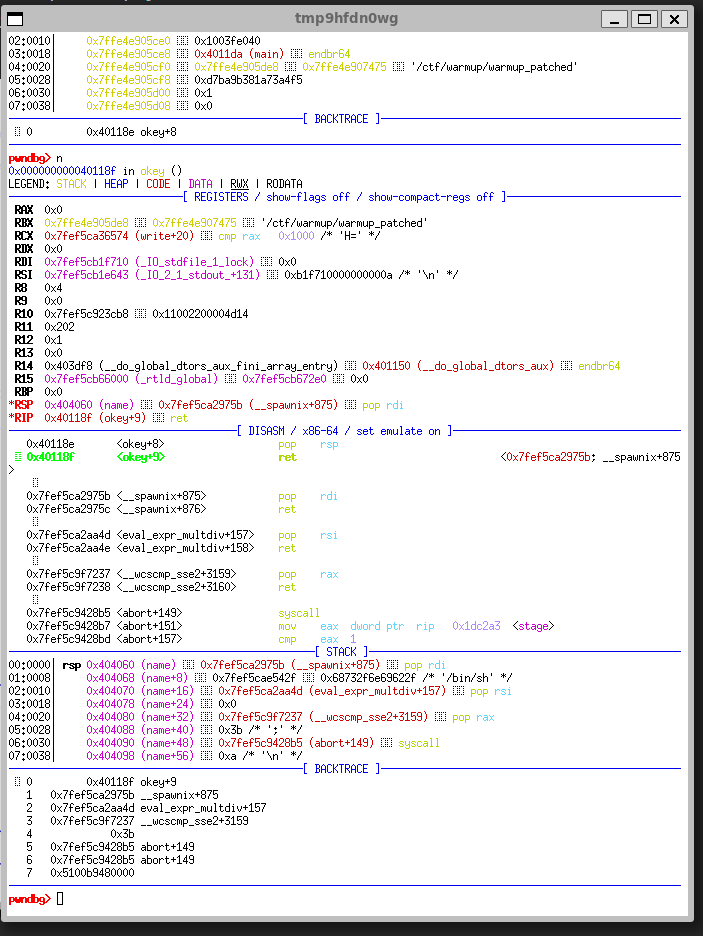 tmp9hfdn0wg
02:0010│ 0x7ffe4e905ce0 0x1003fe040
03:0018│ 0x7ffe4e905ce8 0x4011da (main) endbr64
04:0020│ 0x7ffe4e905cf0 0x7ffe4e905de8 0x7ffe4e907475 '/ctf/warmup/warmup_patched'
05:0028│ 0x7ffe4e905cf8 0xd7ba9b381a73a4f5
06:0030│ 0x7ffe4e905d00 0x1
07:0038│ 0x7ffe4e905d08 0x0
[ BACKTRACE ]
0 0x40118e okey+8
pwndbg> n
0x000000000040118f in okey ()
LEGEND: STACK | HEAP | CODE | DATA | RWX | RODATA
[ REGISTERS / show-flags off / show-compact-regs off ]
RAX 0x0
RBX 0x7ffe4e905de8 0x7ffe4e907475 '/ctf/warmup/warmup_patched'
RCX 0x7fef5ca36574 (write+20) cmp rax 0x1000 /* 'H=' */
RDX 0x0
RDI 0x7fef5cb1f710 (_IO_stdfile_1_lock) 0x0
RSI 0x7fef5cb1e643 (_IO_2_1_stdout_+131) 0xb1f710000000000a /* '\n' */
R8 0x4
R9 0x0
R10 0x7fef5c923cb8 0x11002200004d14
R11 0x202
R12 0x1
R13 0x0
R14 0x403df8 (__do_global_dtors_aux_fini_array_entry) 0x401150 (__do_global_dtors_aux) endbr64
R15 0x7fef5cb66000 (_rtld_global) 0x7fef5cb672e0 0x0
RBP 0x0
*RSP 0x404060 (name) 0x7fef5ca2975b (__spawnix+875) pop rdi
*RIP 0x40118f (okey+9) ret
[ DISASM / x86-64 / set emulate on ]
0x40118e <okey+8> pop rsp
0x40118f <okey+9> ret <0x7fef5ca2975b; __spawnix+875
>
0x7fef5ca2975b <__spawnix+875> pop rdi
0x7fef5ca2975c <__spawnix+876> ret
0x7fef5ca2aa4d <eval_expr_multdiv+157> pop rsi
0x7fef5ca2aa4e <eval_expr_multdiv+158> ret
0x7fef5c9f7237 <__wcscmp_sse2+3159> pop rax
0x7fef5c9f7238 <__wcscmp_sse2+3160> ret
0x7fef5c9428b5 <abort+149> syscall
0x7fef5c9428b7 <abort+151> mov eax dword ptr rip 0x1dc2a3 <stage>
0x7fef5c9428bd <abort+157> cmp eax 1
[ STACK ]
00:0000│ rsp 0x404060 (name) 0x7fef5ca2975b (__spawnix+875) pop rdi
01:0008│ 0x404068 (name+8) 0x7fef5cae542f 0x68732f6e69622f /* '/bin/sh' */
02:0010│ 0x404070 (name+16) 0x7fef5ca2aa4d (eval_expr_multdiv+157) pop rsi
03:0018│ 0x404078 (name+24) 0x0
04:0020│ 0x404080 (name+32) 0x7fef5c9f7237 (__wcscmp_sse2+3159) pop rax
05:0028│ 0x404088 (name+40) 0x3b /* ';' */
06:0030│ 0x404090 (name+48) 0x7fef5c9428b5 (abort+149) syscall
07:0038│ 0x404098 (name+56) 0xa /* '\n' */
[ BACKTRACE ]
0 0x40118f okey+9
1 0x7fef5ca2975b __spawnix+875
2 0x7fef5ca2aa4d eval_expr_multdiv+157
3 0x7fef5c9f7237 __wcscmp_sse2+3159
4 0x3b
5 0x7fef5c9428b5 abort+149
6 0x7fef5c9428b5 abort+149
7 0x5100b9480000
pwndbg>